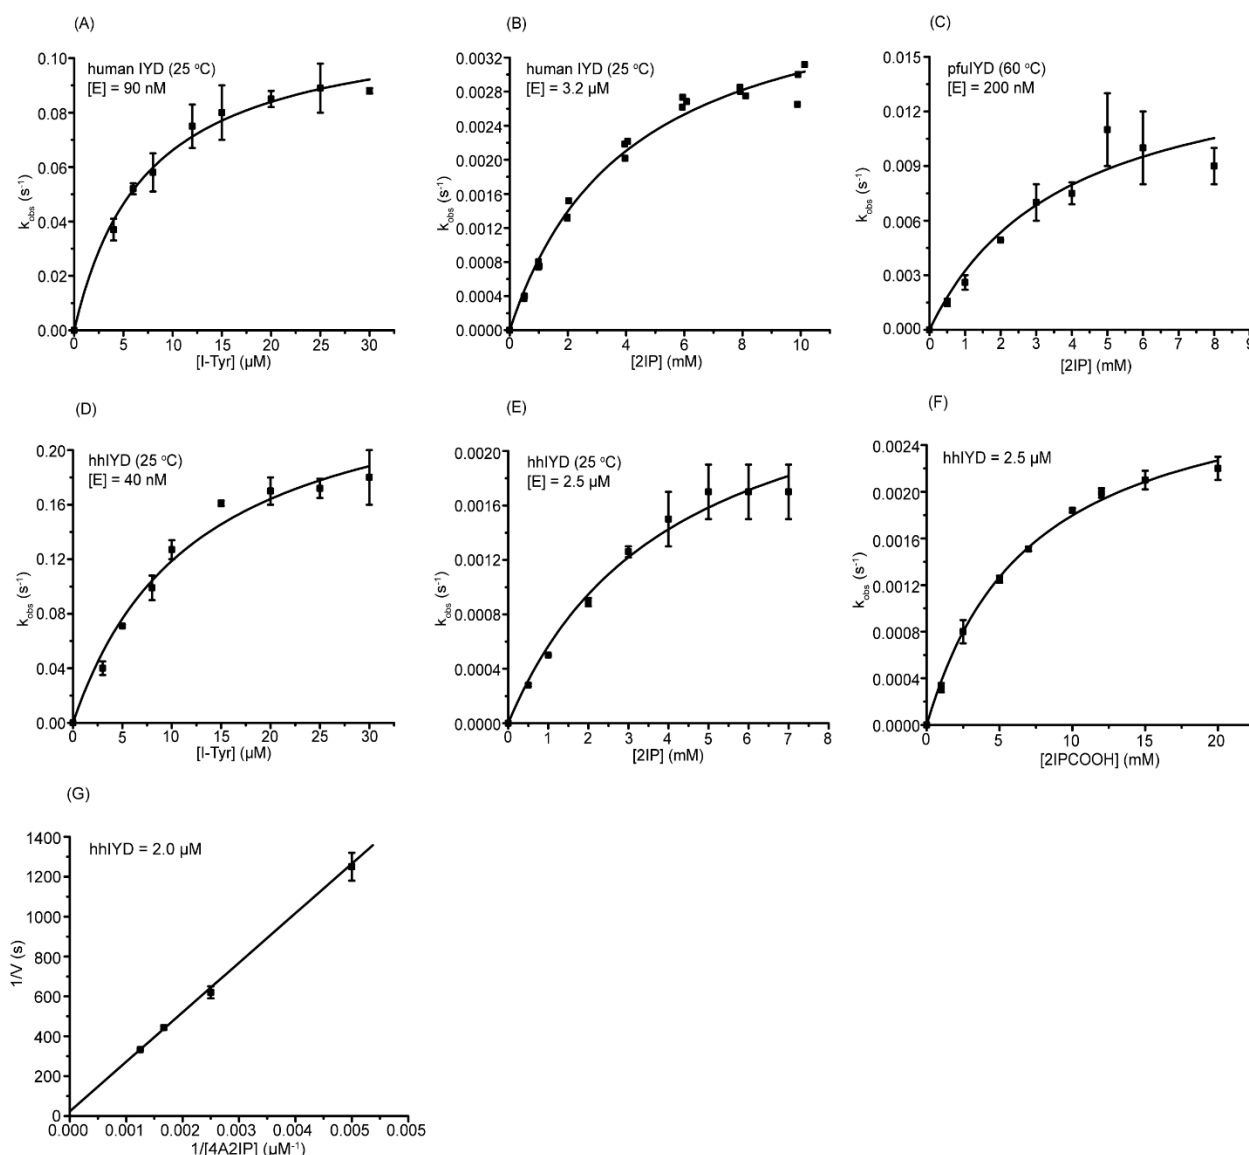 (A)
human IYD (25 °C)
[E] = 90 nM
0.10
0.08
0.06
0.04
0.02
0.00
k_obs (s⁻¹)
0 5 10 15 20 25 30
[I-Tyr] (µM)
(B)
human IYD (25 °C)
[E] = 3.2 µM
0.0032
0.0028
0.0024
0.0020
0.0016
0.0012
0.0008
0.0004
0.0000
k_obs (s⁻¹)
0 2 4 6 8 10
[2IP] (mM)
(C)
pfuIYD (60 °C)
[E] = 200 nM
0.015
0.012
0.009
0.006
0.003
0.000
k_obs (s⁻¹)
0 1 2 3 4 5 6 7 8 9
[2IP] (mM)
(D)
hhIYD (25 °C)
[E] = 40 nM
0.20
0.16
0.12
0.08
0.04
0.00
k_obs (s⁻¹)
0 5 10 15 20 25 30
[I-Tyr] (µM)
(E)
hhIYD (25 °C)
[E] = 2.5 µM
0.0020
0.0016
0.0012
0.0008
0.0004
0.0000
k_obs (s⁻¹)
0 1 2 3 4 5 6 7 8
[2IP] (mM)
(F)
hhIYD = 2.5 µM
0.0024
0.0020
0.0016
0.0012
0.0008
0.0004
0.0000
k_obs (s⁻¹)
0 5 10 15 20
[2IPCOOH] (mM)
(G)
hhIYD = 2.0 µM
1400
1200
1000
800
600
400
200
0
1/V (s)
0.000 0.001 0.002 0.003 0.004 0.005 0.005
1/[4A2IP] (µM⁻¹)